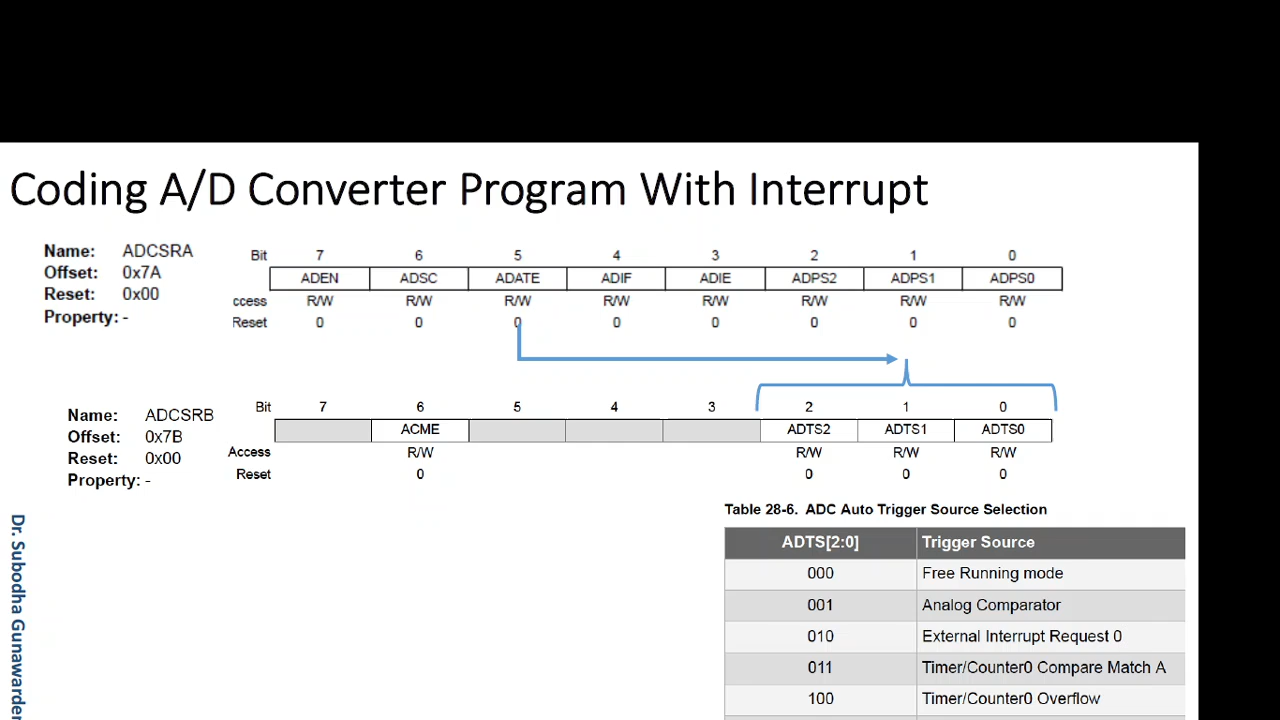 Coding A/D Converter Program With Interrupt
Name: ADCSRA
Offset: 0x7A
Reset: 0x00
Property: -
Bit 7 6 5 4 3 2 1 0
ADEN ADSC ADATE ADIF ADIE ADPS2 ADPS1 ADPS0
ccess R/W R/W R/W R/W R/W R/W R/W R/W
Reset 0 0 0 0 0 0 0 0
Name: ADCSRB
Offset: 0x7B
Reset: 0x00
Property: -
Bit 7 6 5 4 3 2 1 0
ACME ADTS2 ADTS1 ADTS0
Access R/W R/W R/W R/W
Reset 0 0 0 0
Table 28-6. ADC Auto Trigger Source Selection
ADTS[2:0] Trigger Source
000 Free Running mode
001 Analog Comparator
010 External Interrupt Request 0
011 Timer/Counter0 Compare Match A
100 Timer/Counter0 Overflow
Dr. Subodha Gunawarden